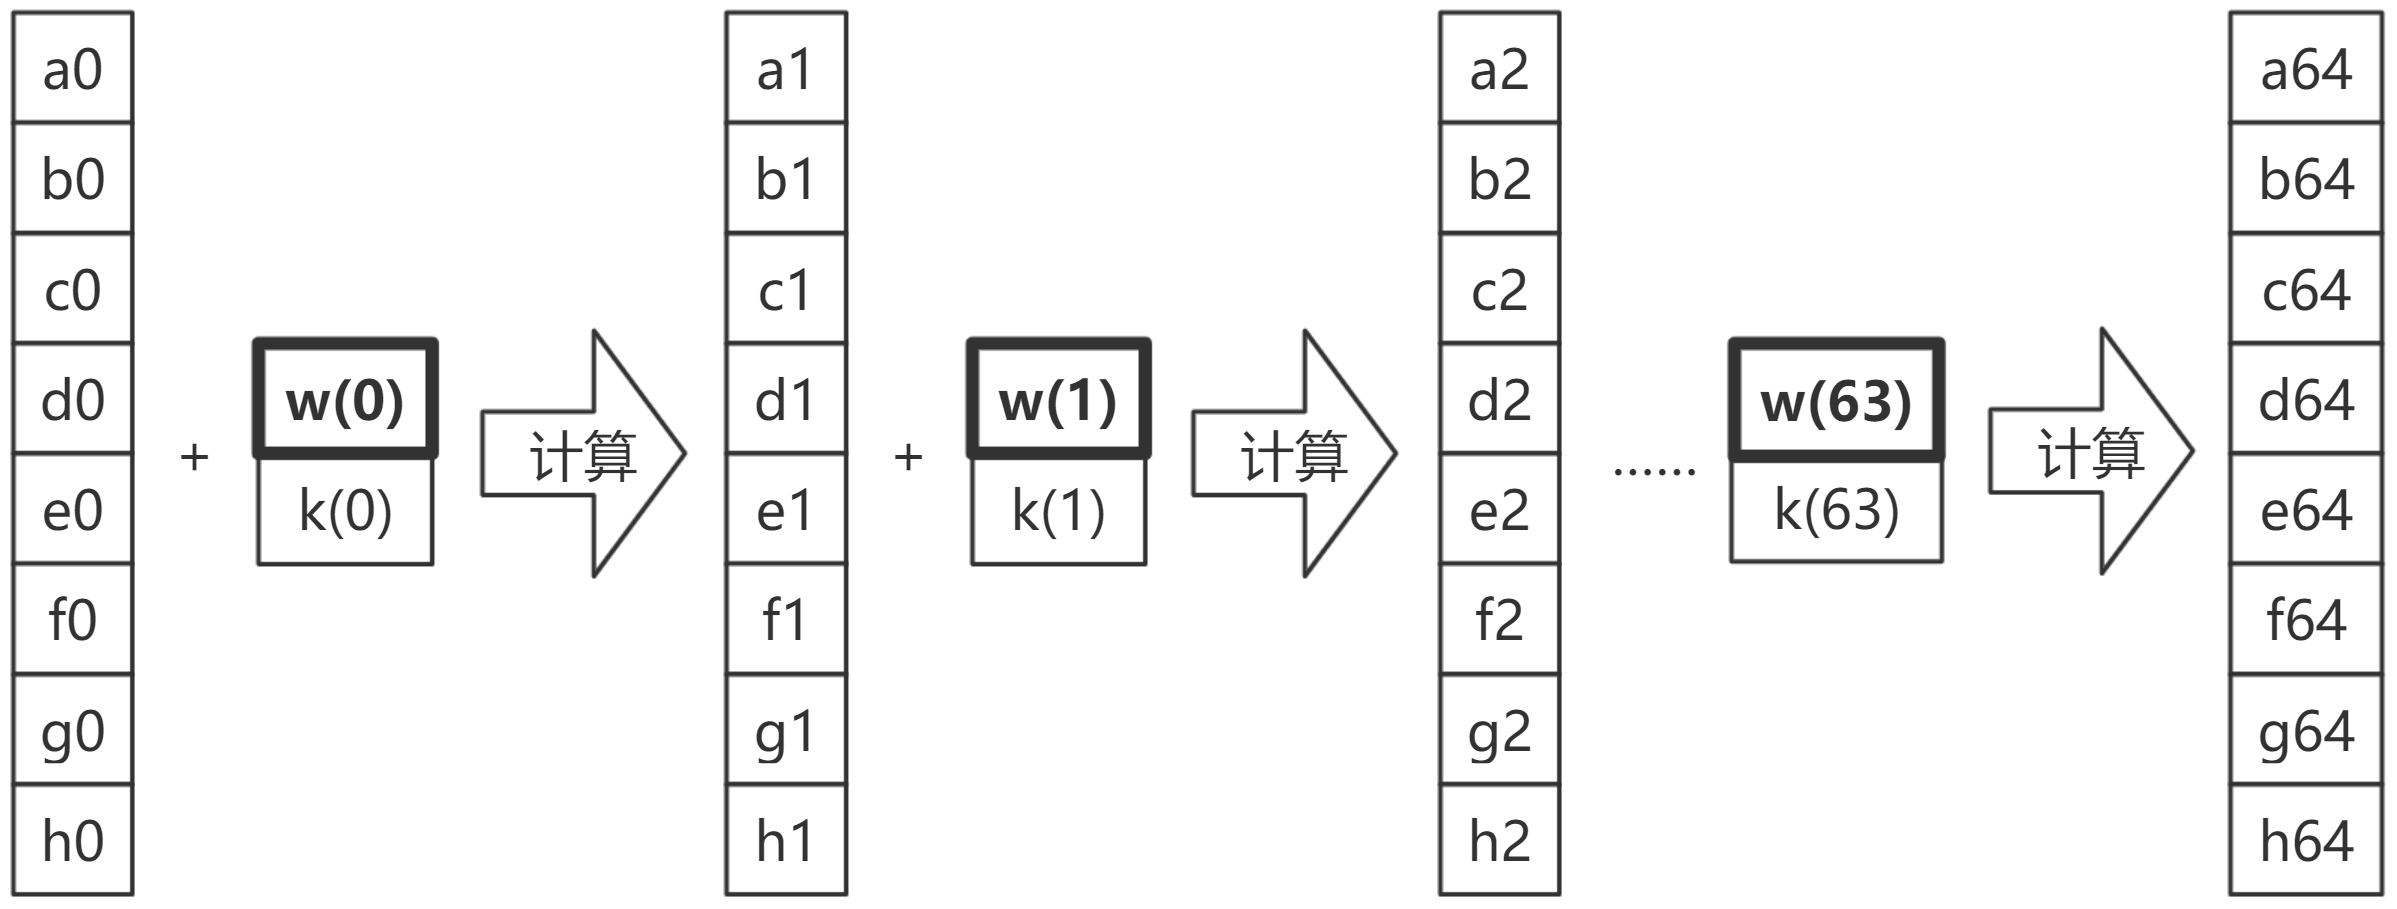 a0
b0
c0
d0
e0
f0
g0
h0
+
w(0)
k(0)
计算
a1
b1
c1
d1
e1
f1
g1
h1
+
w(1)
k(1)
计算
a2
b2
c2
d2
e2
f2
g2
h2
......
w(63)
k(63)
计算
a64
b64
c64
d64
e64
f64
g64
h64